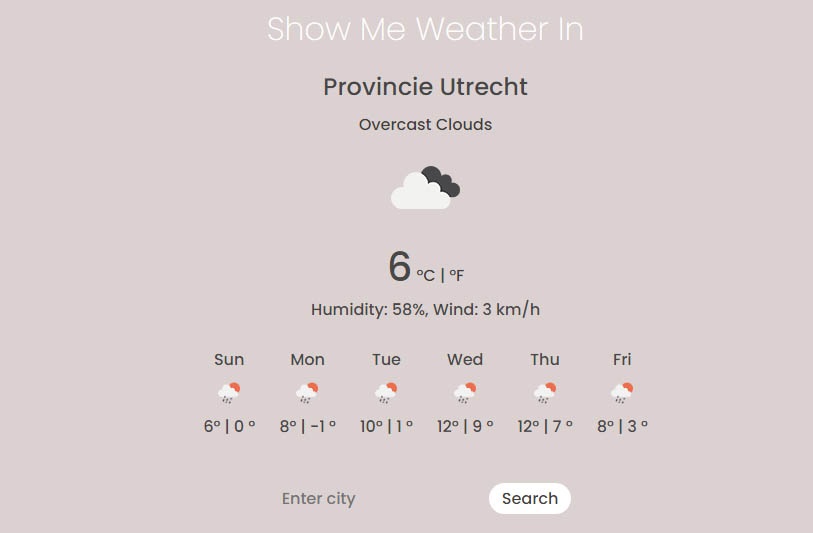 Show Me Weather In
Provincie Utrecht
Overcast Clouds
6 °C | °F
Humidity: 58%, Wind: 3 km/h
Sun Mon Tue Wed Thu Fri
6° | 0 ° 8° | -1 ° 10° | 1 ° 12° | 9 ° 12° | 7 ° 8° | 3 °
Enter city Search